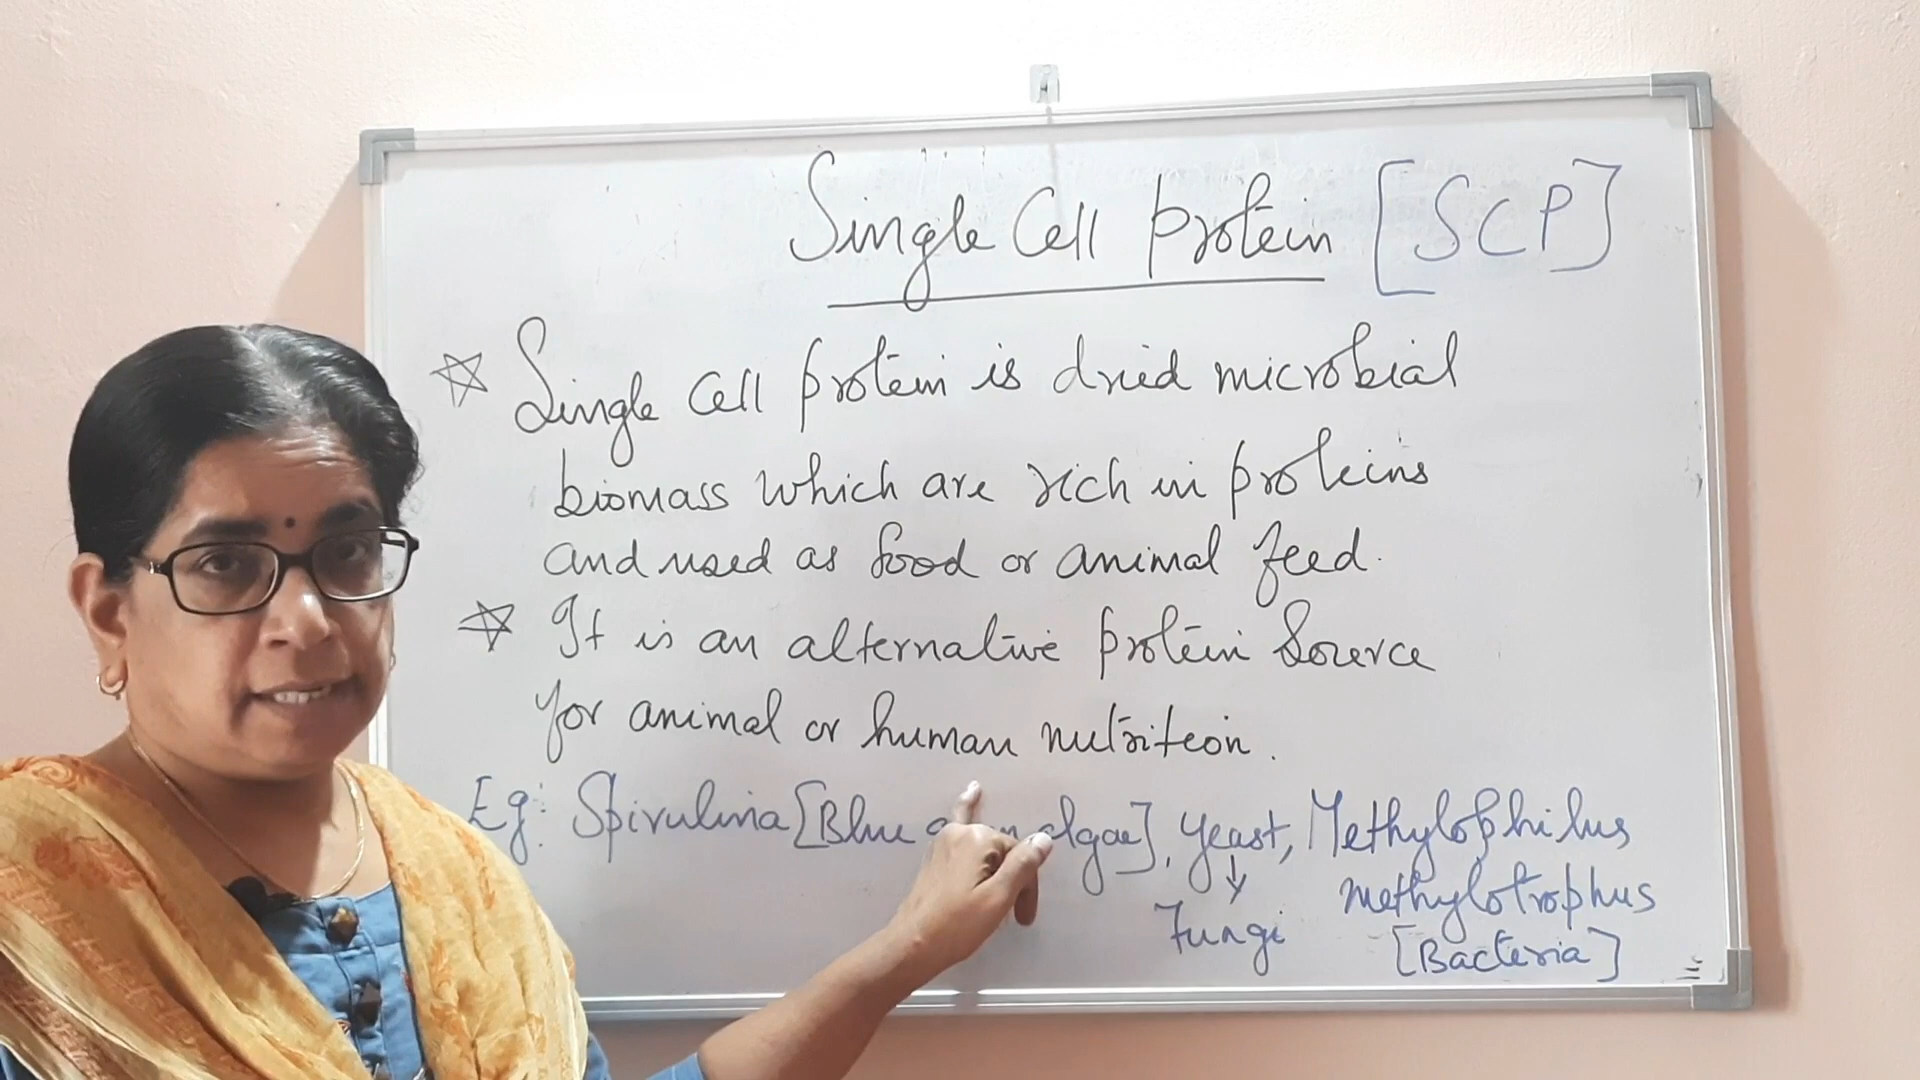 Single Cell Protein [SCP]
Single Cell protein is dried microbial
biomass which are rich in proteins
and used as food or animal feed.
It is an alternative protein Source
for animal or human nutrition.
Eg: Spirulina [Blue algae], yeast, Methylophilus
Fungi methylotrophus
[Bacteria]